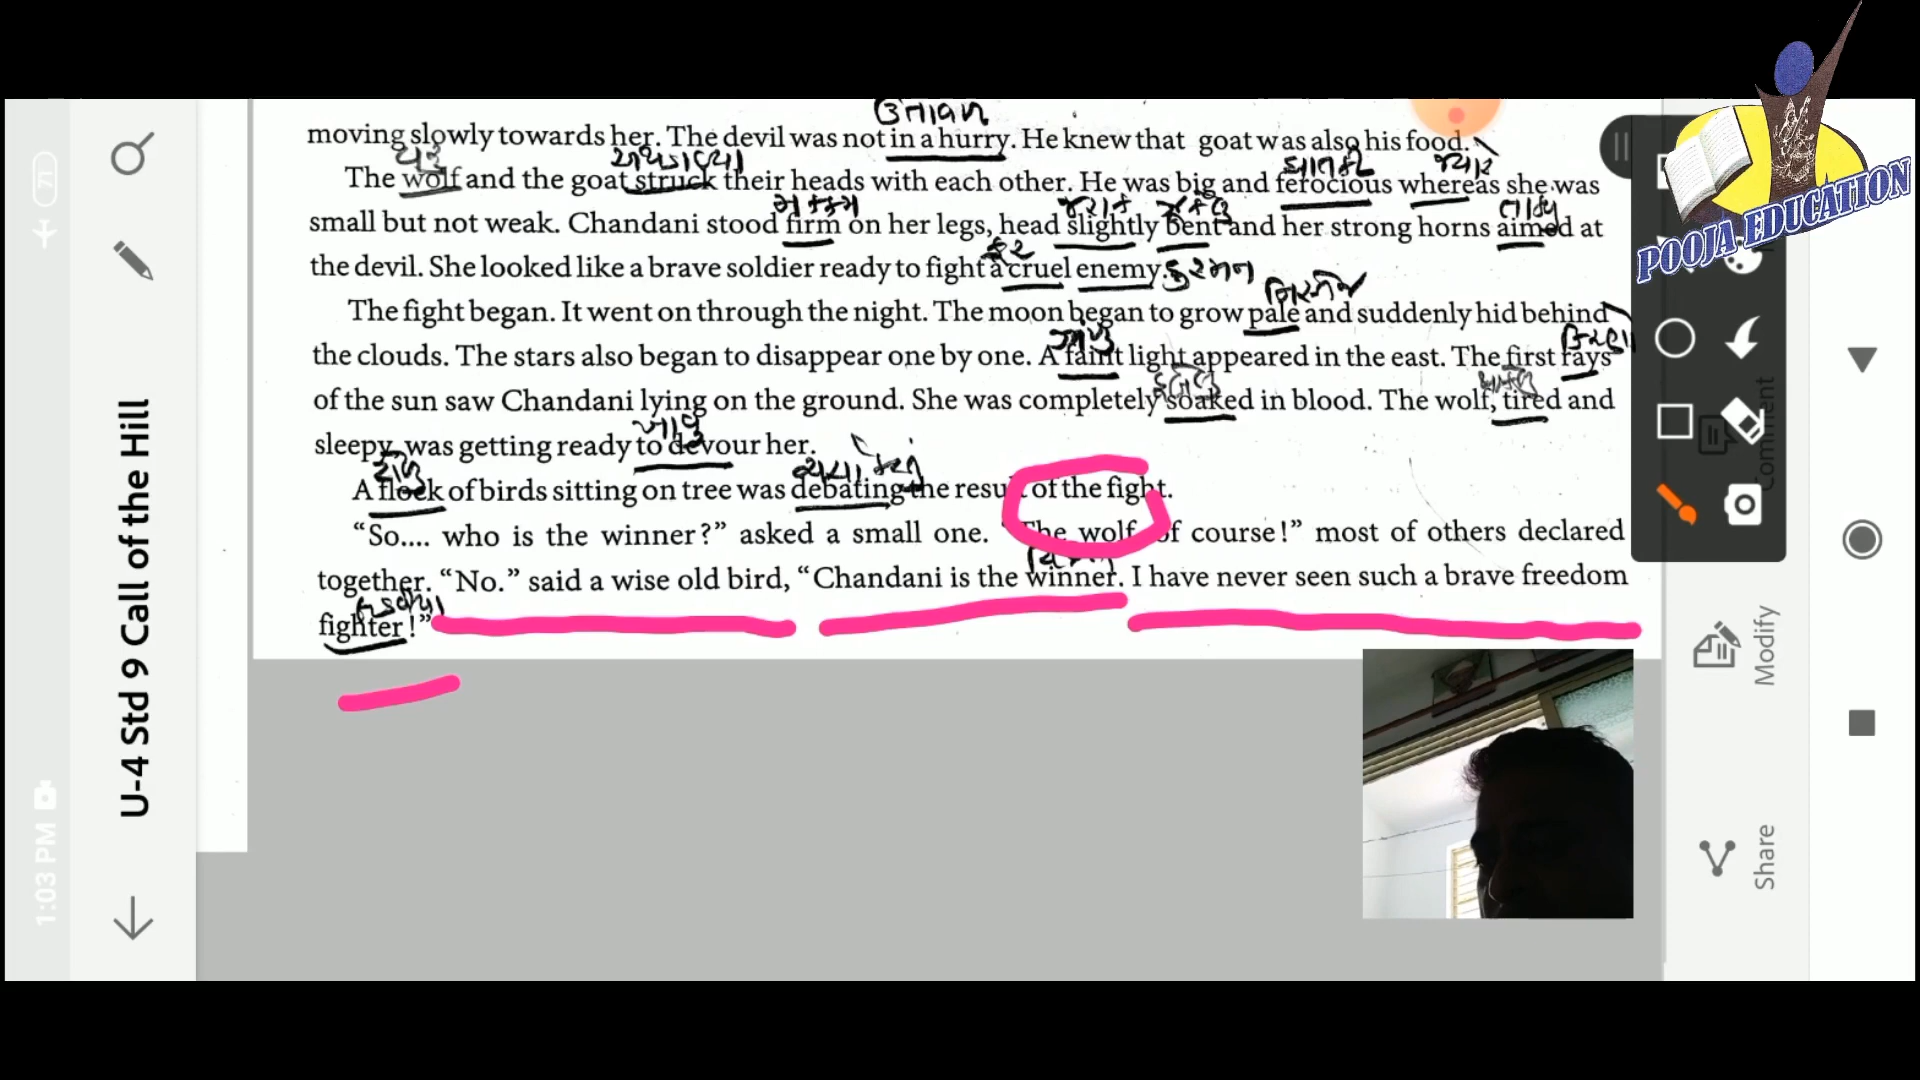 moving slowly towards her. The devil was not in a hurry. He knew that goat was also his food.
The wolf and the goat struck their heads with each other. He was big and ferocious whereas she was
small but not weak. Chandani stood firm on her legs, head slightly bent and her strong horns aimed at
the devil. She looked like a brave soldier ready to fight a cruel enemy.
The fight began. It went on through the night. The moon began to grow pale and suddenly hid behind
the clouds. The stars also began to disappear one by one. A faint light appeared in the east. The first rays
of the sun saw Chandani lying on the ground. She was completely soaked in blood. The wolf, tired and
sleepy, was getting ready to devour her.
A flock of birds sitting on tree was debating the result of the fight.
“So.... who is the winner?” asked a small one. “The wolf of course!” most of others declared
together. “No.” said a wise old bird, “Chandani is the winner. I have never seen such a brave freedom
fighter!”
U-4 Std 9 Call of the Hill
1:03 PM
71
Comment
Modify
Share
POOJA EDUCATION